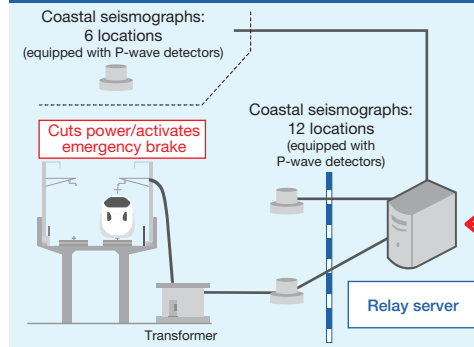 Coastal seismographs:
6 locations
(equipped with P-wave detectors)
Coastal seismographs:
12 locations
(equipped with
P-wave detectors)
Cuts power/activates
emergency brake
Relay server
Transformer